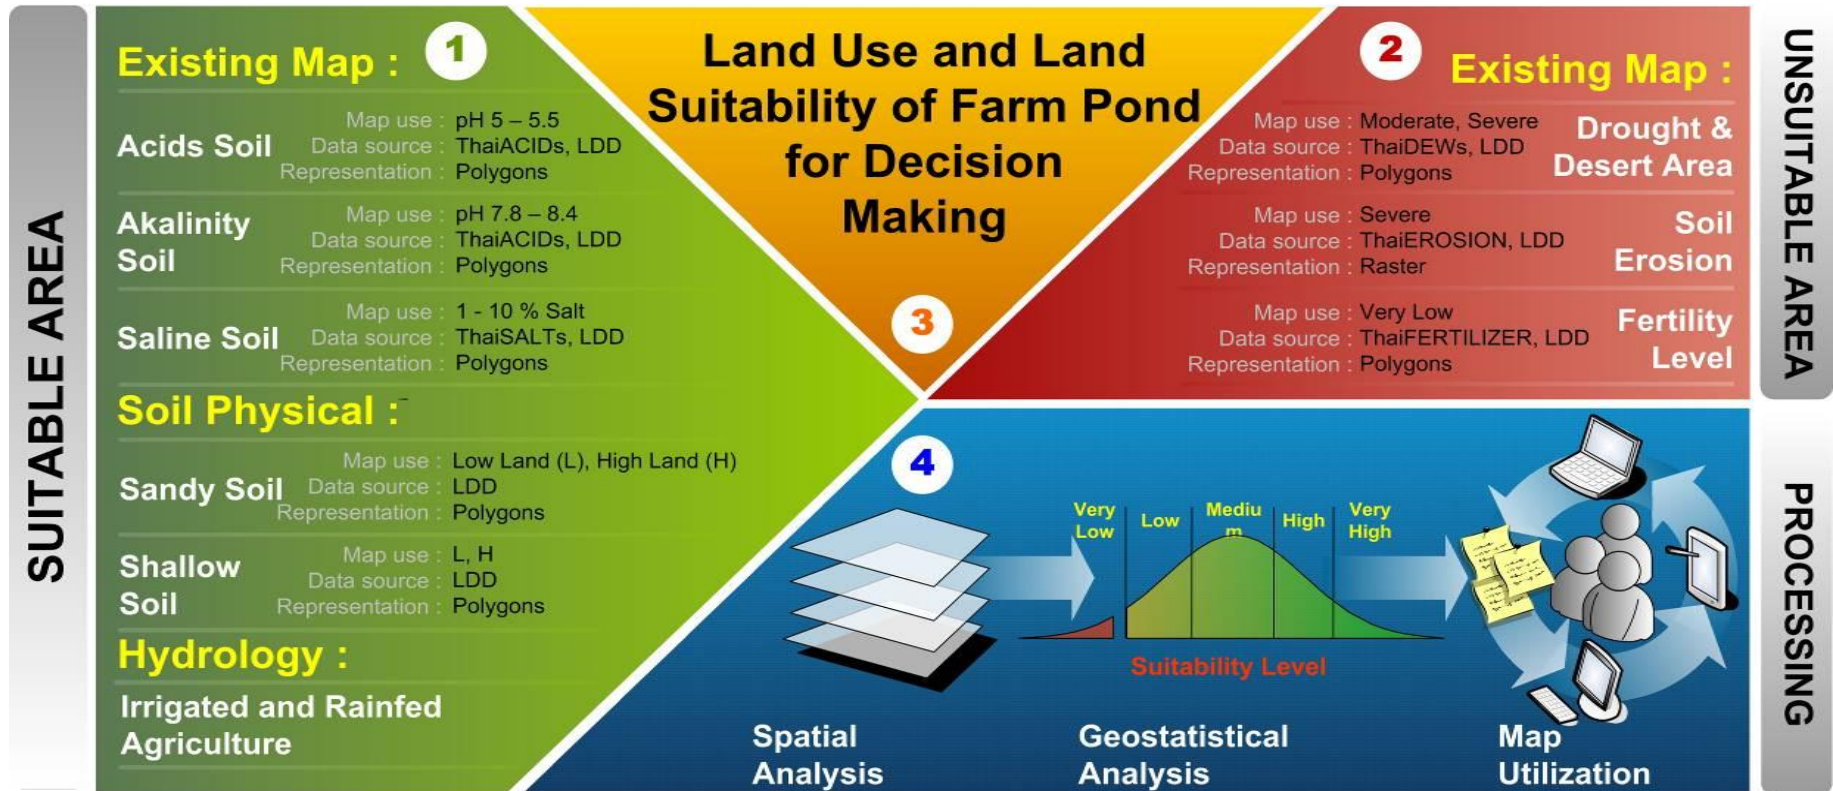 SUITABLE AREA
Existing Map :
1
Acids Soil
Map use : pH 5 – 5.5
Data source : ThaiACIDs, LDD
Representation : Polygons
Akalinity
Soil
Map use : pH 7.8 – 8.4
Data source : ThaiACIDs, LDD
Representation : Polygons
Saline Soil
Map use : 1 - 10 % Salt
Data source : ThaiSALTs, LDD
Representation : Polygons
Soil Physical :
Sandy Soil
Map use : Low Land (L), High Land (H)
Data source : LDD
Representation : Polygons
Shallow
Soil
Map use : L, H
Data source : LDD
Representation : Polygons
Hydrology :
Irrigated and Rainfed
Agriculture
Land Use and Land
Suitability of Farm Pond
for Decision
Making
3
2
Existing Map :
Map use : Moderate, Severe
Data source : ThaiDEWs, LDD
Representation : Polygons
Drought &
Desert Area
Map use : Severe
Data source : ThaiEROSION, LDD
Representation : Raster
Soil
Erosion
Map use : Very Low
Data source : ThaiFERTILIZER, LDD
Representation : Polygons
Fertility
Level
UNSUITABLE AREA
4
Very
Low
Low
Mediu
m
High
Very
High
Suitability Level
Spatial
Analysis
Geostatistical
Analysis
Map
Utilization
PROCESSING